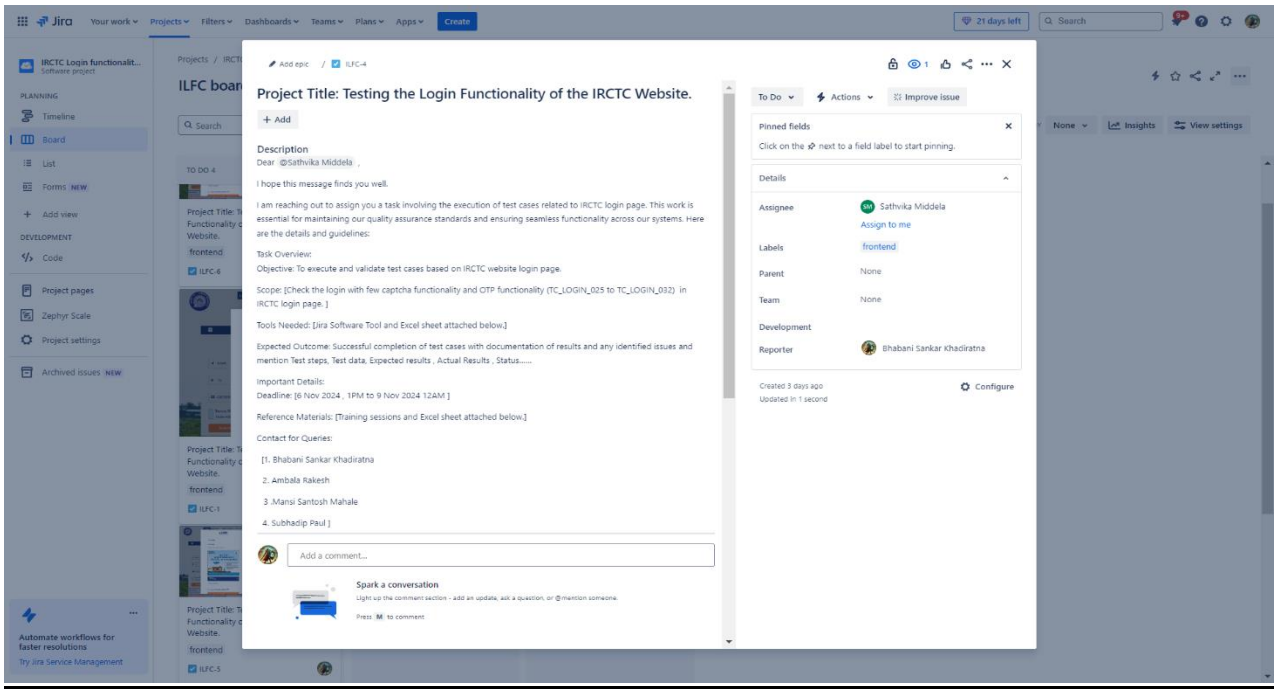 Jira Your work Projects Filters Dashboards Teams Plans Apps Create 21 days left Search 9+
IRCTC Login functionalit...
Software project
PLANNING
Timeline
Board
List
Forms NEW
+ Add view
DEVELOPMENT
Code
Project pages
Zephyr Scale
Project settings
Archived issues NEW
Automate workflows for
faster resolutions
Try Jira Service Management
Projects / IRCT
ILFC boar
Search
None Insights View settings
TO DO 4
Project Title: Te
Functionality o
Website.
frontend
ILFC-6
Project Title: Te
Functionality o
Website.
frontend
ILFC-1
Project Title: Te
Functionality o
Website.
frontend
ILFC-5
Add epic / ILFC-4
1
Project Title: Testing the Login Functionality of the IRCTC Website.
+ Add
Description
Dear @Sathvika Middela ,
I hope this message finds you well.
I am reaching out to assign you a task involving the execution of test cases related to IRCTC login page. This work is
essential for maintaining our quality assurance standards and ensuring seamless functionality across our systems. Here
are the details and guidelines:
Task Overview:
Objective: To execute and validate test cases based on IRCTC website login page.
Scope: [Check the login with few captcha functionality and OTP functionality (TC_LOGIN_025 to TC_LOGIN_032) in
IRCTC login page. ]
Tools Needed: [Jira Software Tool and Excel sheet attached below.]
Expected Outcome: Successful completion of test cases with documentation of results and any identified issues and
mention Test steps, Test data, Expected results , Actual Results , Status......
Important Details:
Deadline: [6 Nov 2024 , 1PM to 9 Nov 2024 12AM ]
Reference Materials: [Training sessions and Excel sheet attached below.]
Contact for Queries:
[1. Bhabani Sankar Khadiratna
2. Ambala Rakesh
3 .Mansi Santosh Mahale
4. Subhadip Paul ]
Add a comment...
Spark a conversation
Light up the comment section - add an update, ask a question, or @mention someone.
Press M to comment
To Do Actions Improve issue
Pinned fields
Click on the next to a field label to start pinning.
Details
Assignee SM Sathvika Middela
Assign to me
Labels frontend
Parent None
Team None
Development
Reporter Bhabani Sankar Khadiratna
Created 3 days ago Configure
Updated in 1 second